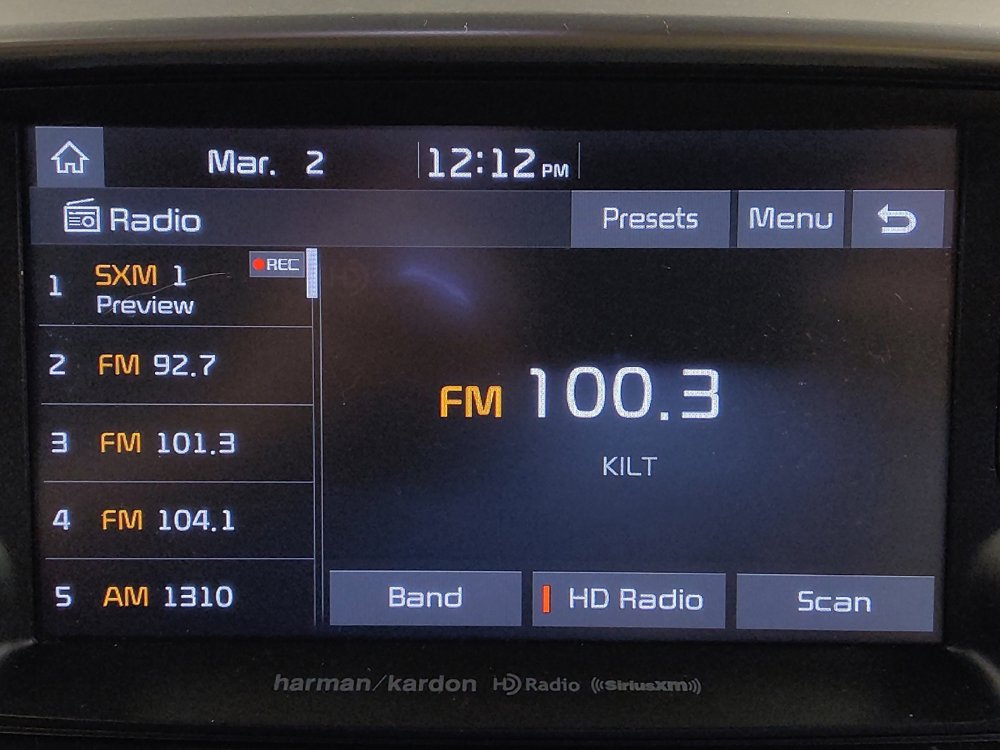 Mar. 2 12:12 PM
Radio Presets Menu
1 SXM 1 REC
Preview
2 FM 92.7
3 FM 101.3
4 FM 104.1
5 AM 1310
FM 100.3
KILT
Band HD Radio Scan
harman/kardon HD Radio ((SiriusXM))